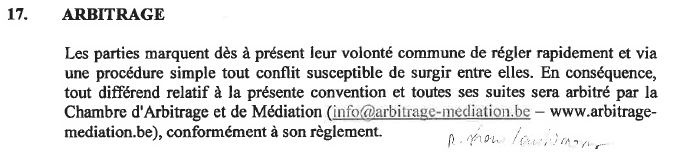 17. ARBITRAGE
Les parties marquent dès à présent leur volonté commune de régler rapidement et via
une procédure simple tout conflit susceptible de surgir entre elles. En conséquence,
tout différend relatif à la présente convention et toutes ses suites sera arbitré par la
Chambre d'Arbitrage et de Médiation (info@arbitrage-mediation.be – www.arbitrage-
mediation.be), conformément à son règlement.